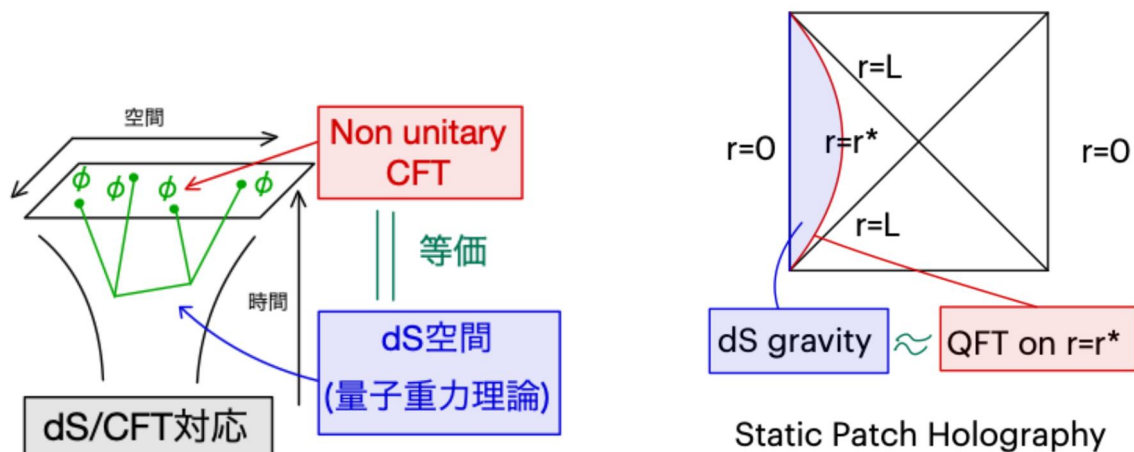 空間
φ φ φ φ
Non unitary
CFT
等価
時間
dS空間
(量子重力理論)
dS/CFT対応
r=L
r=0
r=r*
r=0
r=L
dS gravity
≈
QFT on r=r*
Static Patch Holography